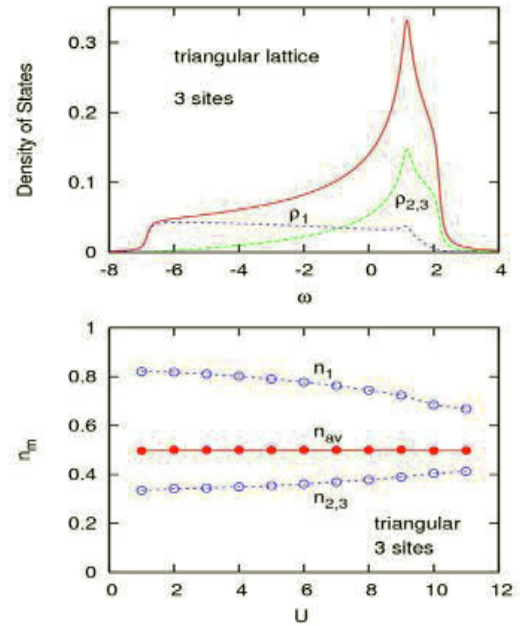 0.3
0.2
0.1
0
Density of States
triangular lattice
3 sites
ρ1
ρ2,3
-8 -6 -4 -2 0 2 4
ω
1
0.8
0.6
0.4
0.2
0
nm
n1
nav
n2,3
triangular
3 sites
0 2 4 6 8 10 12
U